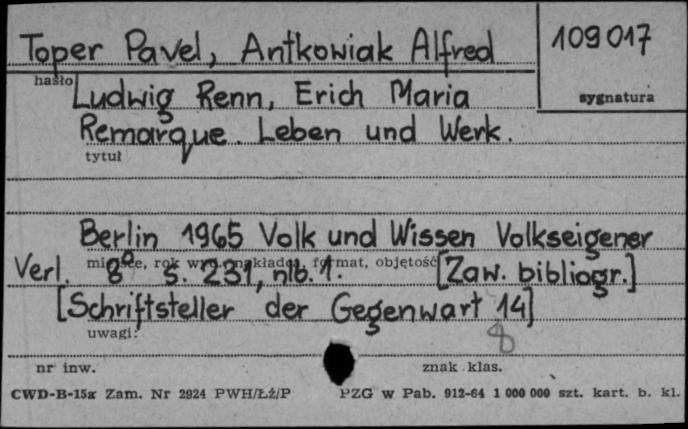 Toper Pavel, Antkowiak Alfred
109017
hasło
sygnatura
Ludwig Renn, Erich Maria
Remarque. Leben und Werk.
tytuł
Berlin 1965 Volk und Wissen Volkseigener
miejsce, rok wyd., nakładca, format, objętość
Verl. 8° s. 231, nlb. 1. [Zaw. bibliogr.]
[Schriftsteller der Gegenwart 14]
uwagi:
8
nr inw.
znak klas.
CWD-B-15a Zam. Nr 2924 PWH/Łż/P
PZG w Pab. 912-64 1 000 000 szt. kart. b. kl.